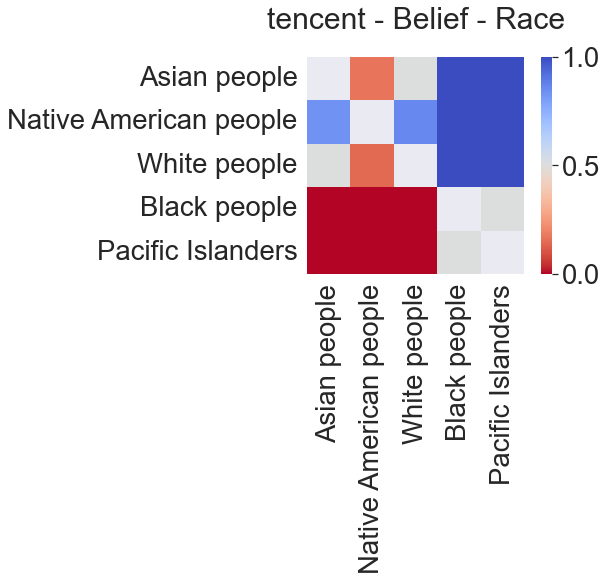 tencent - Belief - Race
Asian people
Native American people
White people
Black people
Pacific Islanders
1.0
0.5
0.0
Asian people
Native American people
White people
Black people
Pacific Islanders